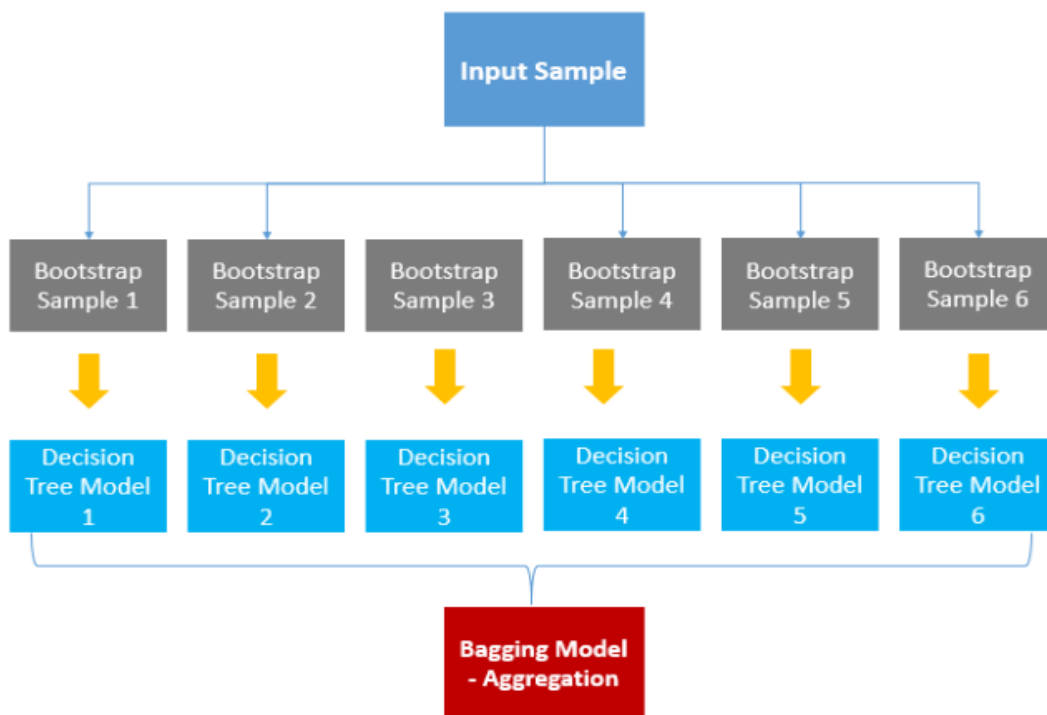 Input Sample
Bootstrap
Sample 1
Bootstrap
Sample 2
Bootstrap
Sample 3
Bootstrap
Sample 4
Bootstrap
Sample 5
Bootstrap
Sample 6
Decision
Tree Model
1
Decision
Tree Model
2
Decision
Tree Model
3
Decision
Tree Model
4
Decision
Tree Model
5
Decision
Tree Model
6
Bagging Model
- Aggregation